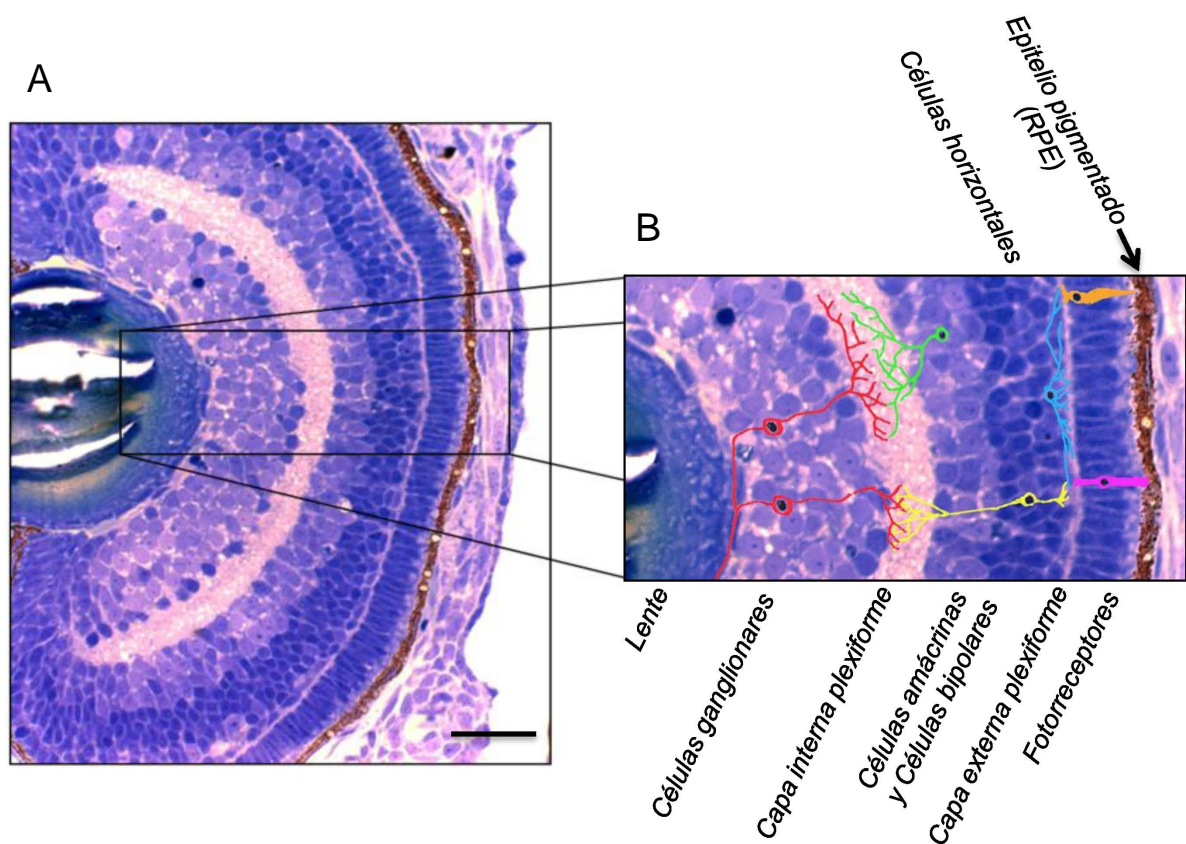 A
B
Células horizontales
Epitelio pigmentado
(RPE)
Lente
Células ganglionares
Capa interna plexiforme
Células amácrinas
y Células bipolares
Capa externa plexiforme
Fotorreceptores